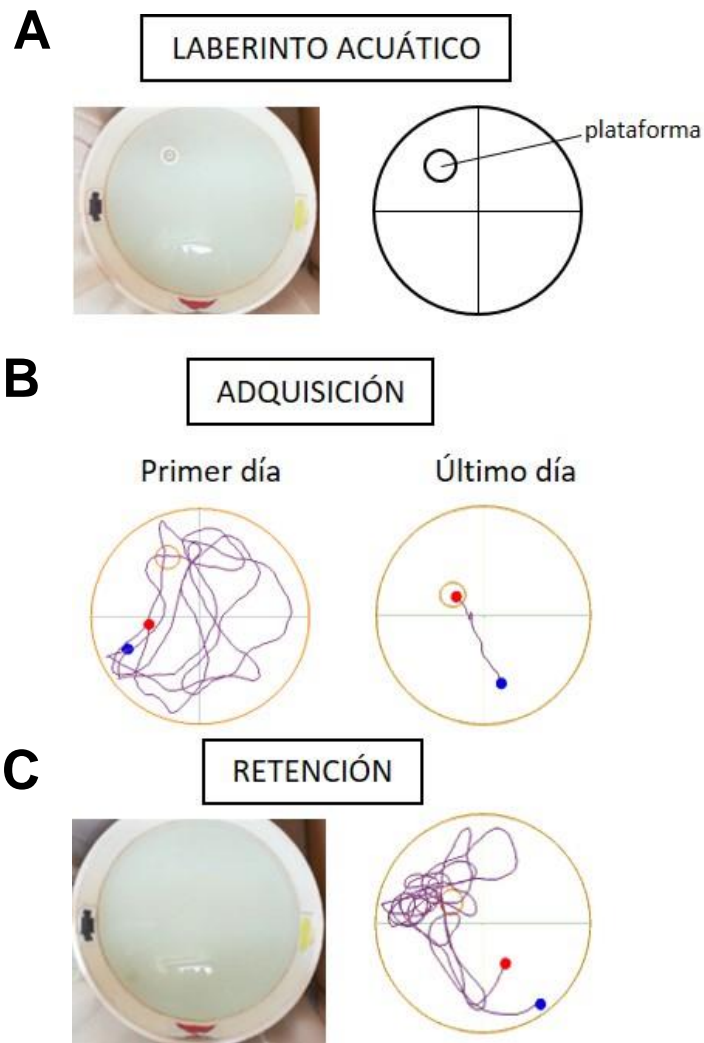 A
LABERINTO ACUÁTICO
plataforma
B
ADQUISICIÓN
Primer día
Último día
C
RETENCIÓN